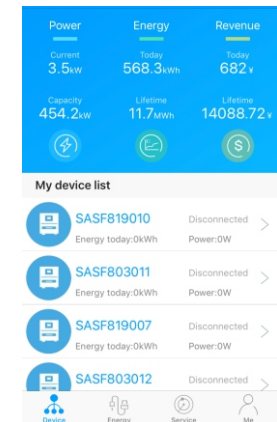 Power Energy Revenue
Current Today Today
3.5kW 568.3kWh 682¥
Capacity Lifetime Lifetime
454.2kW 11.7MWh 14088.72¥
$
My device list
SASF819010 Disconnected
Energy today:0kWh Power:0W
SASF803011 Disconnected
Energy today:0kWh Power:0W
SASF819007 Disconnected
Energy today:0kWh Power:0W
SASF803012 Disconnected
Device Energy Service Me